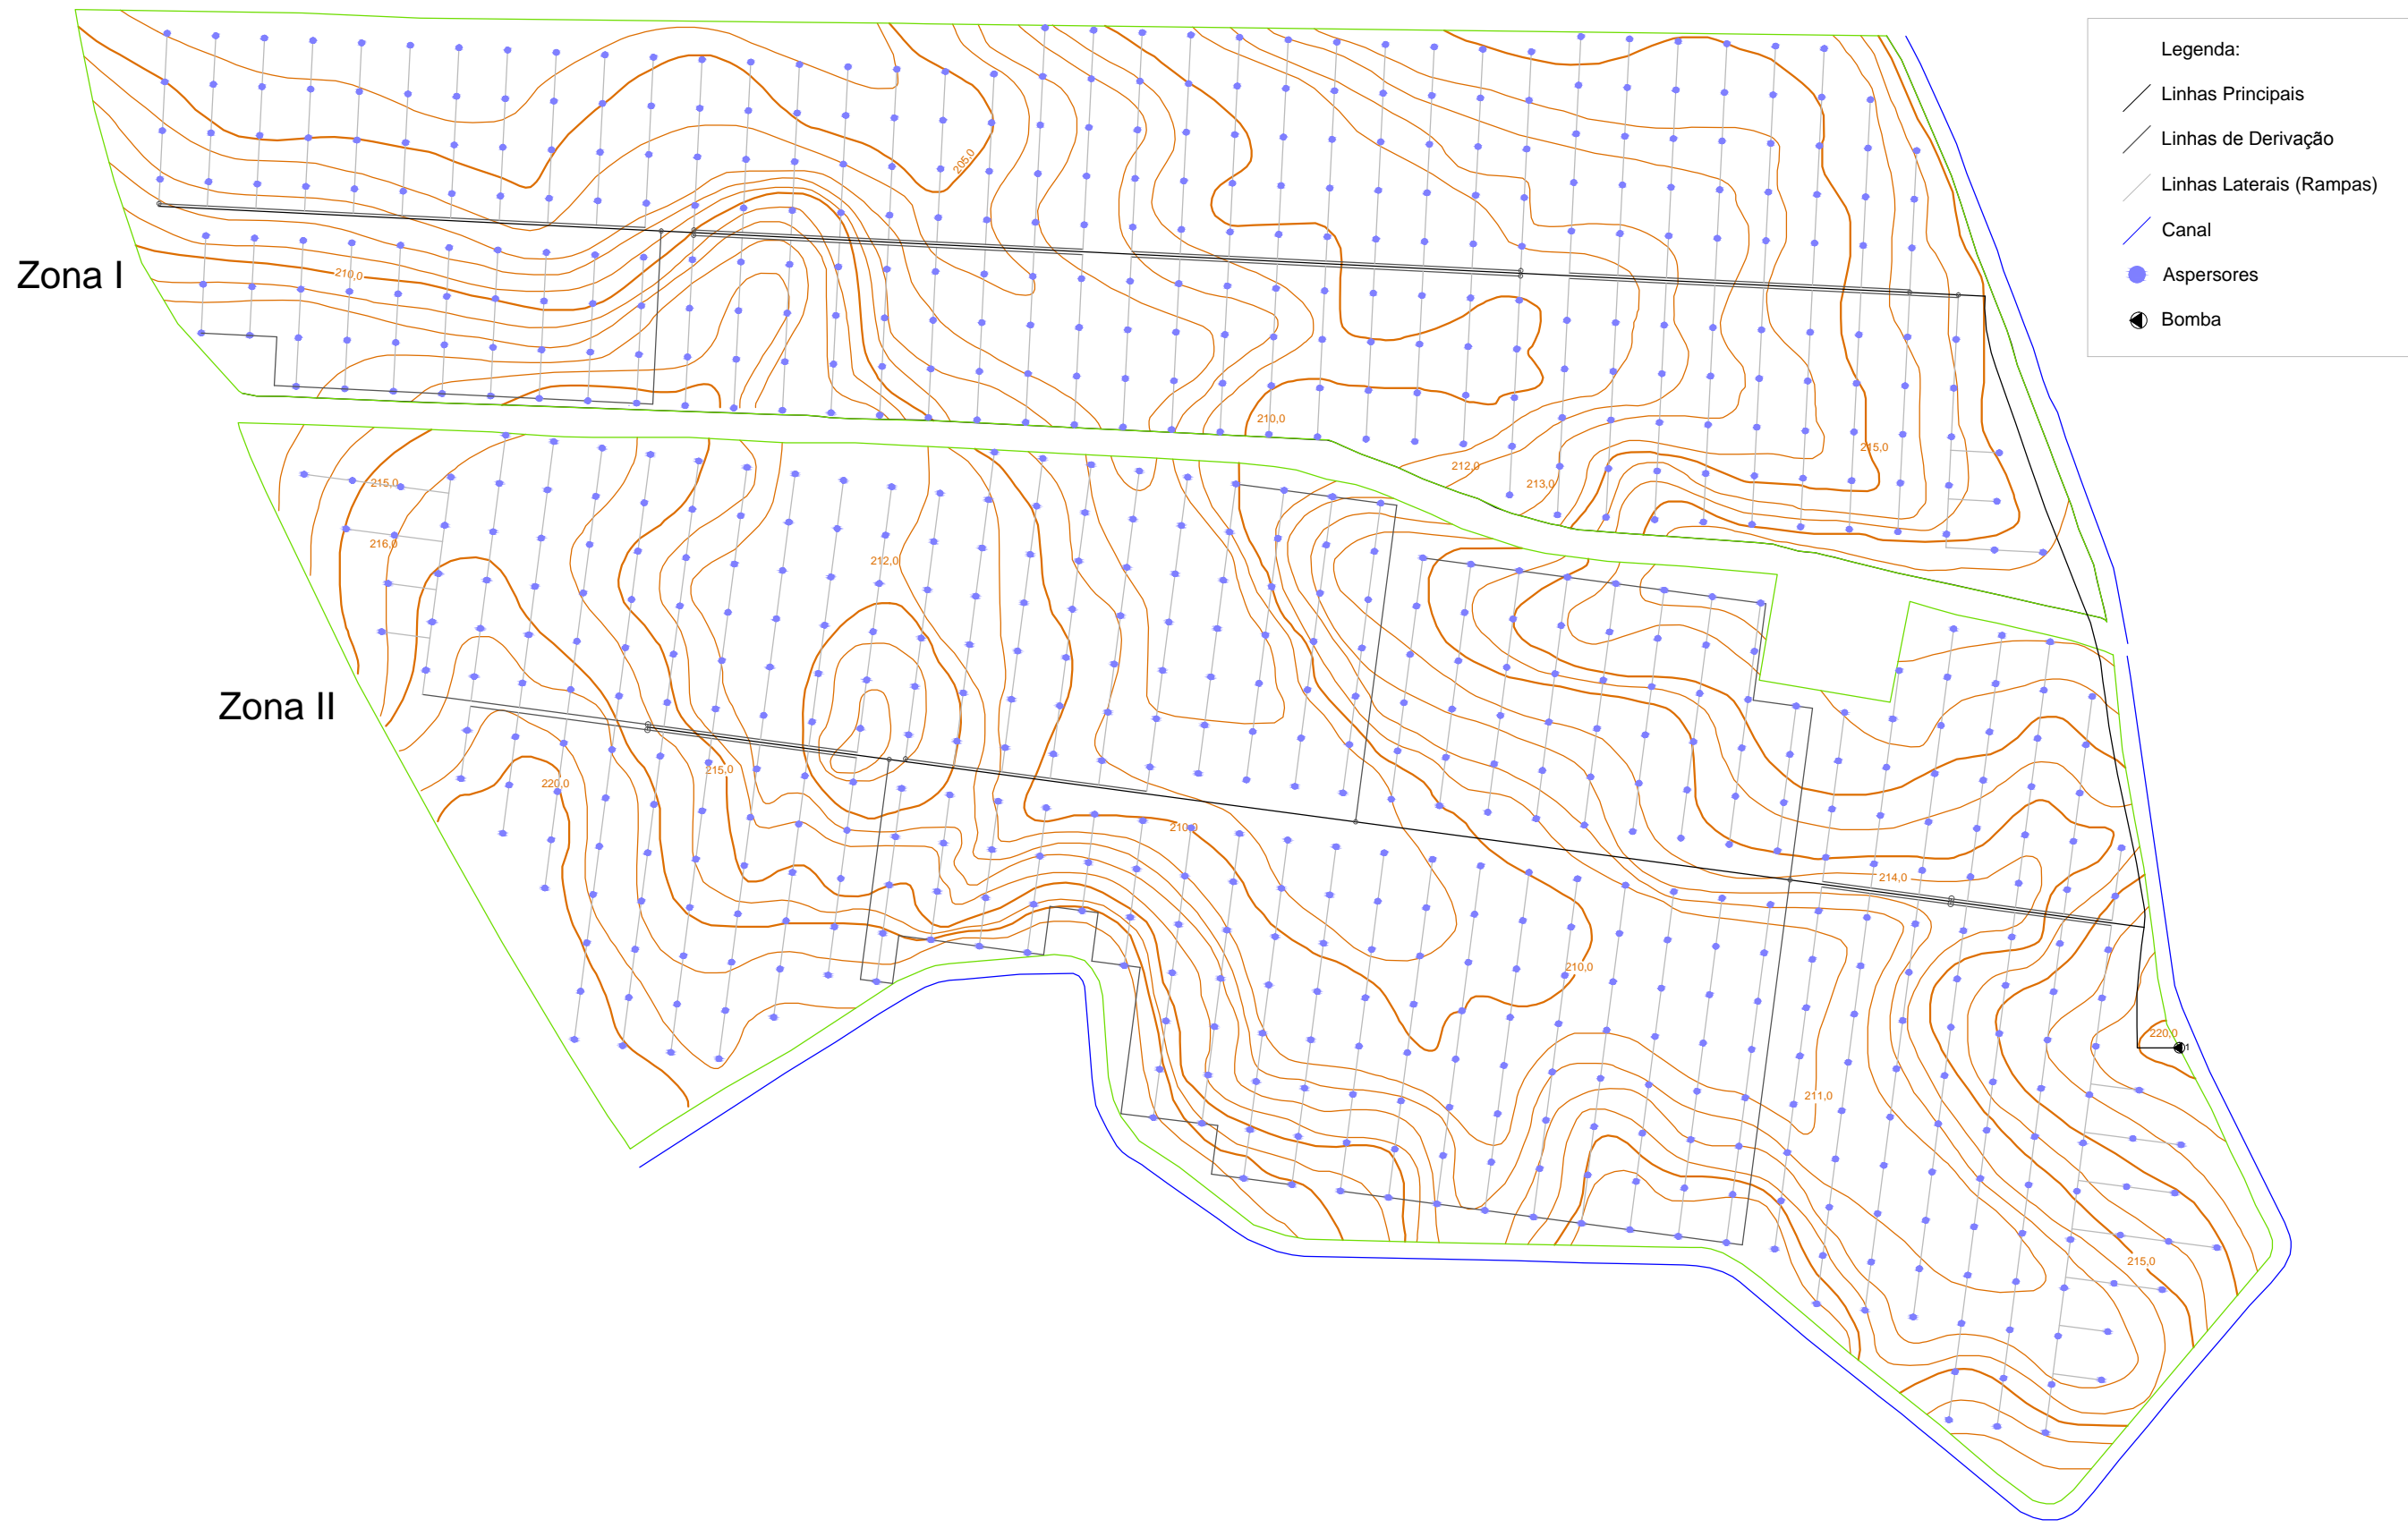 Legenda:
Linhas Principais
Linhas de Derivação
Linhas Laterais (Rampas)
Canal
Aspersores
Bomba
Zona I
205,0
210,0
210,0
212,0
213,0
215,0
Zona II
215,0
216,0
212,0
215,0
220,0
210,0
214,0
210,0
211,0
220,0
1
215,0